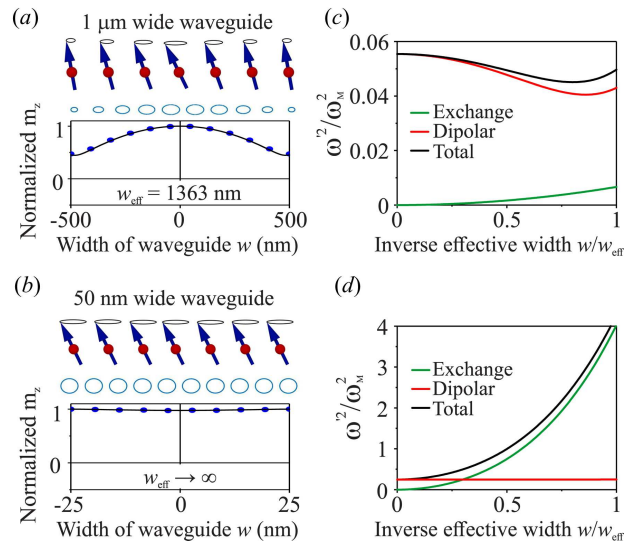 (a)
1 μm wide waveguide
Normalized m_z
1
0
w_eff = 1363 nm
-500
0
500
Width of waveguide w (nm)
(b)
50 nm wide waveguide
Normalized m_z
1
0
w_eff → ∞
-25
0
25
Width of waveguide w (nm)
(c)
ω'²/ω_M²
0.06
0.04
0.02
0
Exchange
Dipolar
Total
0
0.5
1
Inverse effective width w/w_eff
(d)
ω'²/ω_M²
4
3
2
1
0
Exchange
Dipolar
Total
0
0.5
1
Inverse effective width w/w_eff